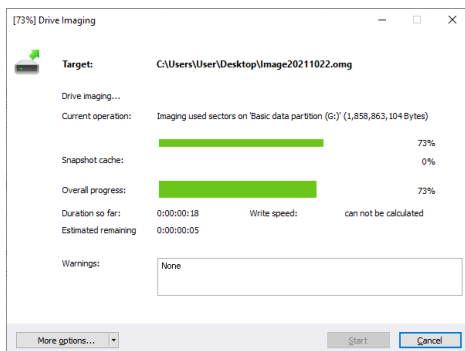 [73%] Drive Imaging
Target: C:\Users\User\Desktop\Image20211022.omg
Drive imaging...
Current operation: Imaging used sectors on 'Basic data partition (G:)' (1,858,863,104 Bytes)
73%
Snapshot cache: 0%
Overall progress: 73%
Duration so far: 0:00:00:18 Write speed: can not be calculated
Estimated remaining 0:00:00:05
Warnings: None
More options... Start Cancel